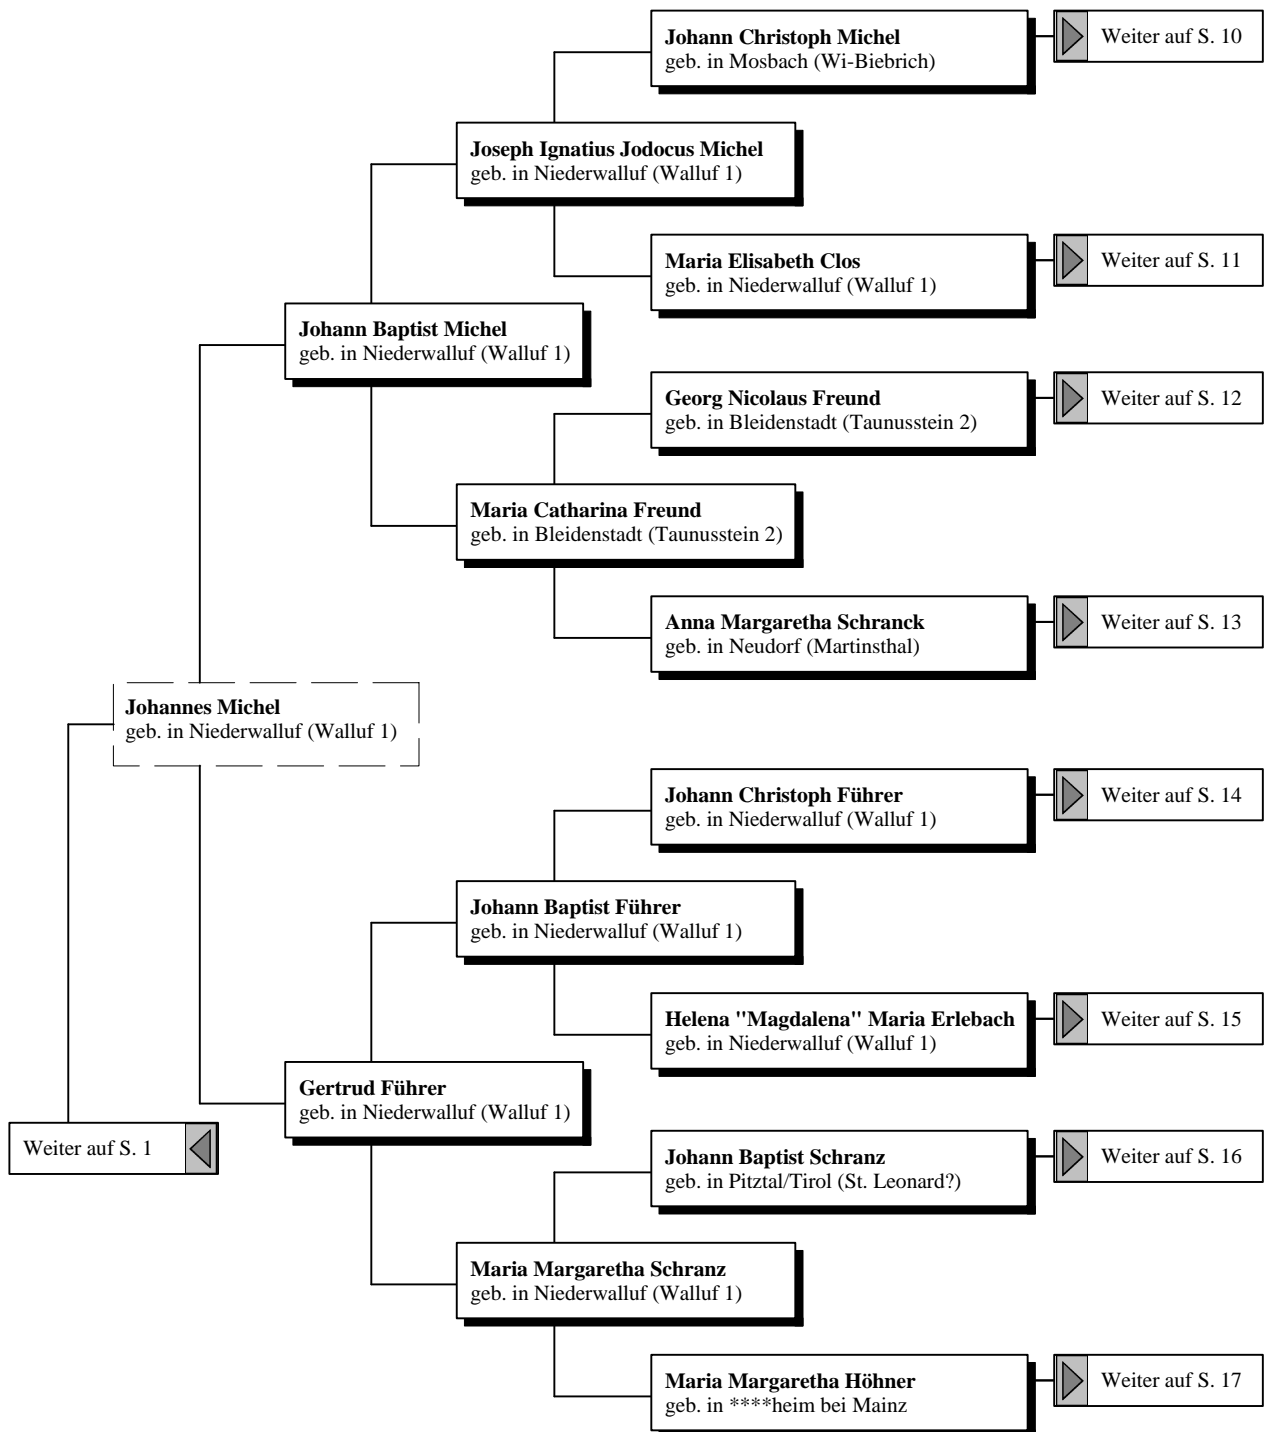 Johann Christoph Michel
geb. in Mosbach (Wi-Biebrich)
Weiter auf S. 10
Joseph Ignatius Jodocus Michel
geb. in Niederwalluf (Walluf 1)
Maria Elisabeth Clos
geb. in Niederwalluf (Walluf 1)
Weiter auf S. 11
Johann Baptist Michel
geb. in Niederwalluf (Walluf 1)
Georg Nicolaus Freund
geb. in Bleidenstadt (Taunusstein 2)
Weiter auf S. 12
Maria Catharina Freund
geb. in Bleidenstadt (Taunusstein 2)
Anna Margaretha Schranck
geb. in Neudorf (Martinsthal)
Weiter auf S. 13
Johannes Michel
geb. in Niederwalluf (Walluf 1)
Johann Christoph Führer
geb. in Niederwalluf (Walluf 1)
Weiter auf S. 14
Johann Baptist Führer
geb. in Niederwalluf (Walluf 1)
Helena "Magdalena" Maria Erlebach
geb. in Niederwalluf (Walluf 1)
Weiter auf S. 15
Gertrud Führer
geb. in Niederwalluf (Walluf 1)
Weiter auf S. 1
Johann Baptist Schranz
geb. in Pitztal/Tirol (St. Leonard?)
Weiter auf S. 16
Maria Margaretha Schranz
geb. in Niederwalluf (Walluf 1)
Maria Margaretha Höhner
geb. in ****heim bei Mainz
Weiter auf S. 17